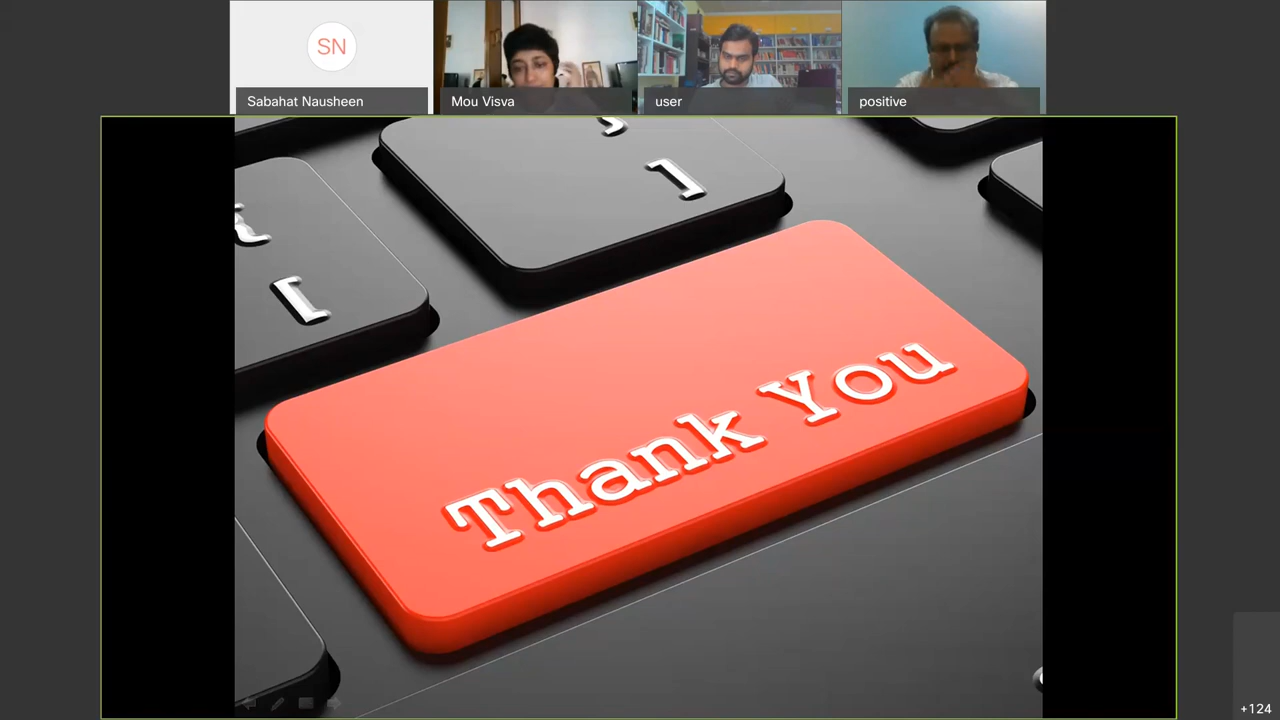 SN
Sabahat Nausheen
Mou Visva
user
positive
]
[
Thank You
+124